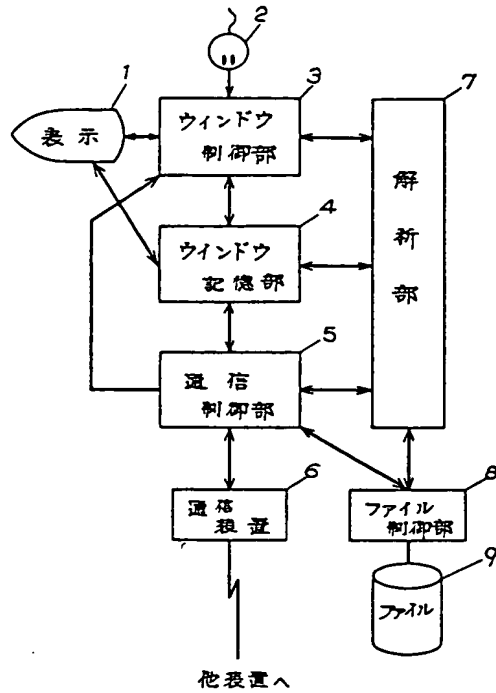 2
1
3
7
表示
ウィンドウ
制御部
4
ウインドウ
記憶部
解析部
5
通信
制御部
6
通信
装置
8
ファイル
制御部
9
ファイル
他装置へ